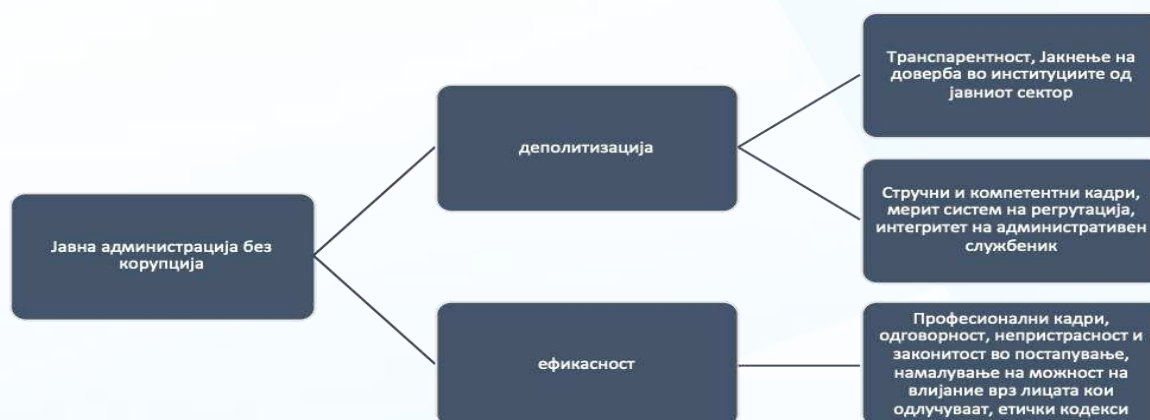 Јавна администрација без
корупција
деполитизација
Транспарентност, Јакнење на
доверба во институциите од
јавниот сектор
Стручни и компетентни кадри,
мерит систем на регрутација,
интегритет на административен
службеник
ефикасност
Професионални кадри,
одговорност, непристрасност и
законитост во постапување,
намалување на можност на
влијание врз лицата кои
одлучуваат, етички кодекси